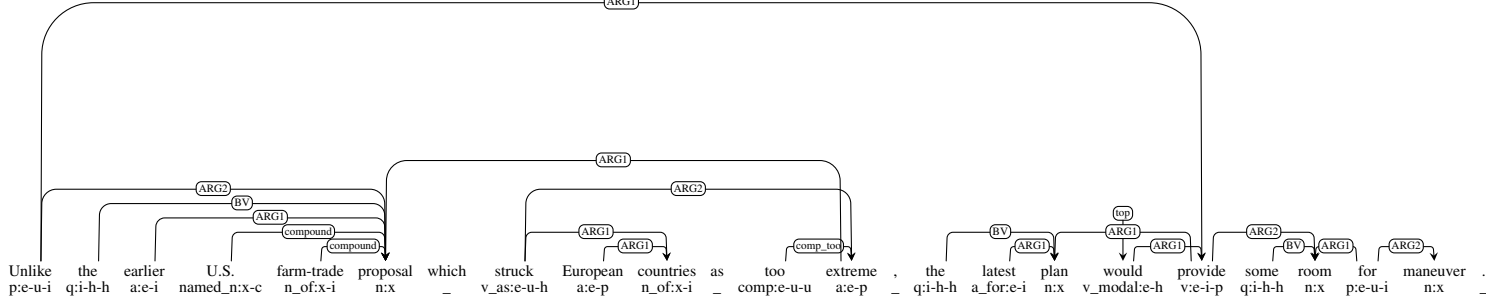 ARG1
ARG1
ARG2 ARG2
BV
ARG1 top
compound ARG1 BV ARG1 ARG2
compound ARG1 comp_too ARG1 ARG1 BV ARG1 ARG2
Unlike the earlier U.S. farm-trade proposal which struck European countries as too extreme , the latest plan would provide some room for maneuver .
p:e-u-i q:i-h-h a:e-i named_n:x-c n_of:x-i n:x _ v_as:e-u-h a:e-p n_of:x-i _ comp:e-u-u a:e-p _ q:i-h-h a_for:e-i n:x v_modal:e-h v:e-i-p q:i-h-h n:x p:e-u-i n:x _